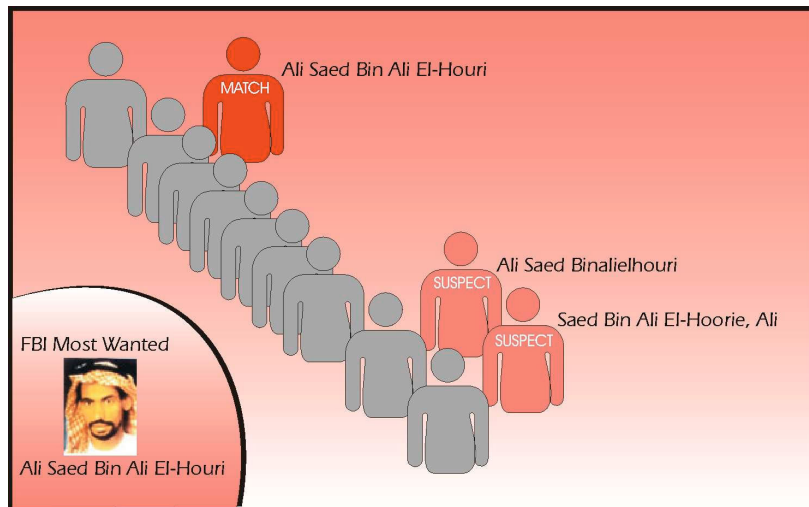 Ali Saed Bin Ali El-Houri
MATCH
Ali Saed Binalielhouri
SUSPECT
Saed Bin Ali El-Hoorie, Ali
SUSPECT
FBI Most Wanted
Ali Saed Bin Ali El-Houri